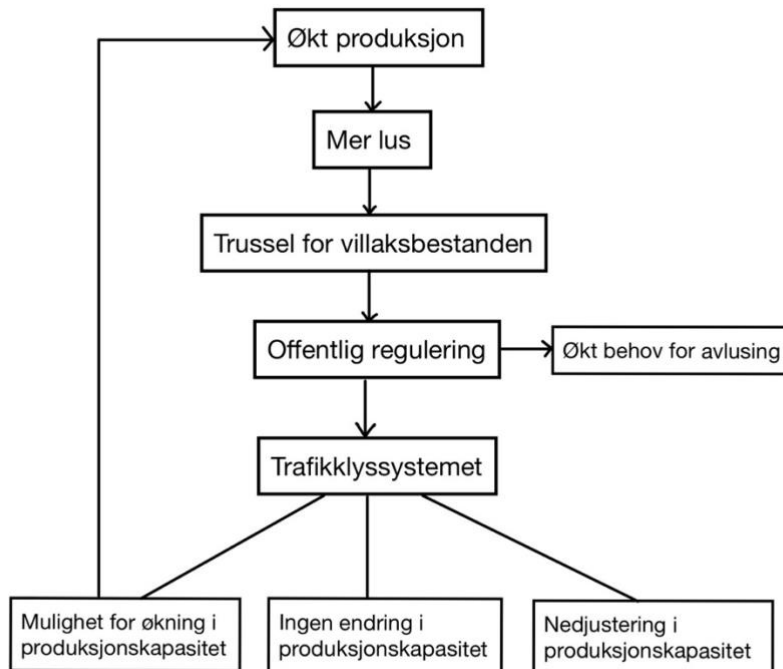 Økt produksjon
Mer lus
Trussel for villaksbestanden
Offentlig regulering
Økt behov for avlusing
Trafikklyssystemet
Mulighet for økning i
produksjonskapasitet
Ingen endring i
produksjonskapasitet
Nedjustering i
produksjonskapasitet